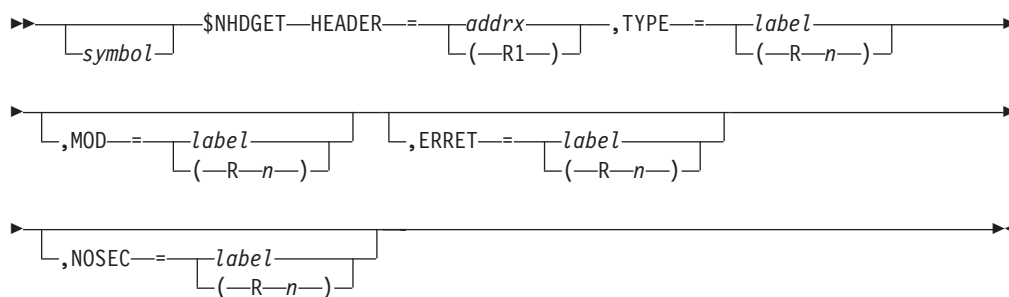 $NHDGET HEADER = addrx ,TYPE = label
symbol ( R1 ) ( R n )
,MOD = label ,ERRET = label
( R n ) ( R n )
,NOSEC = label
( R n )